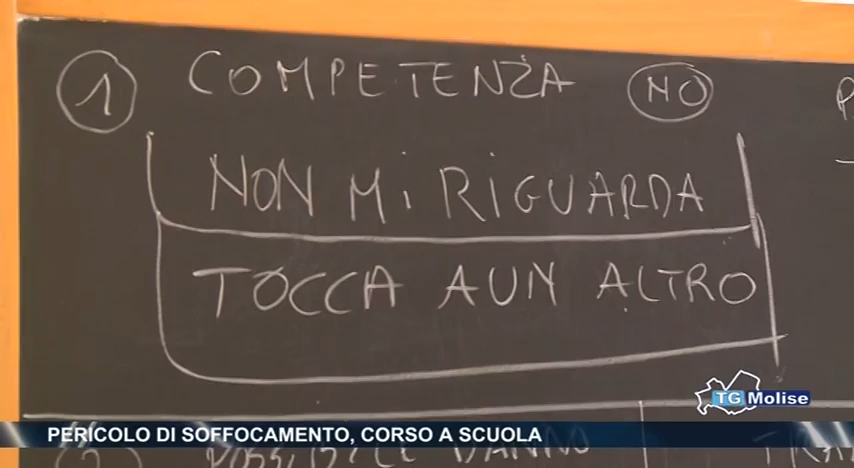 1 COMPETENZA NO
NON Mi RiGUARDA
TOCCA A UN ALTRO
TG Molise
PERICOLO DI SOFFOCAMENTO, CORSO A SCUOLA